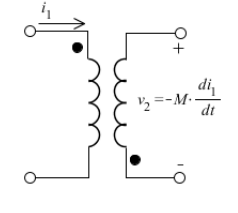 i₁
+
v₂ =-M· di₁/dt
-